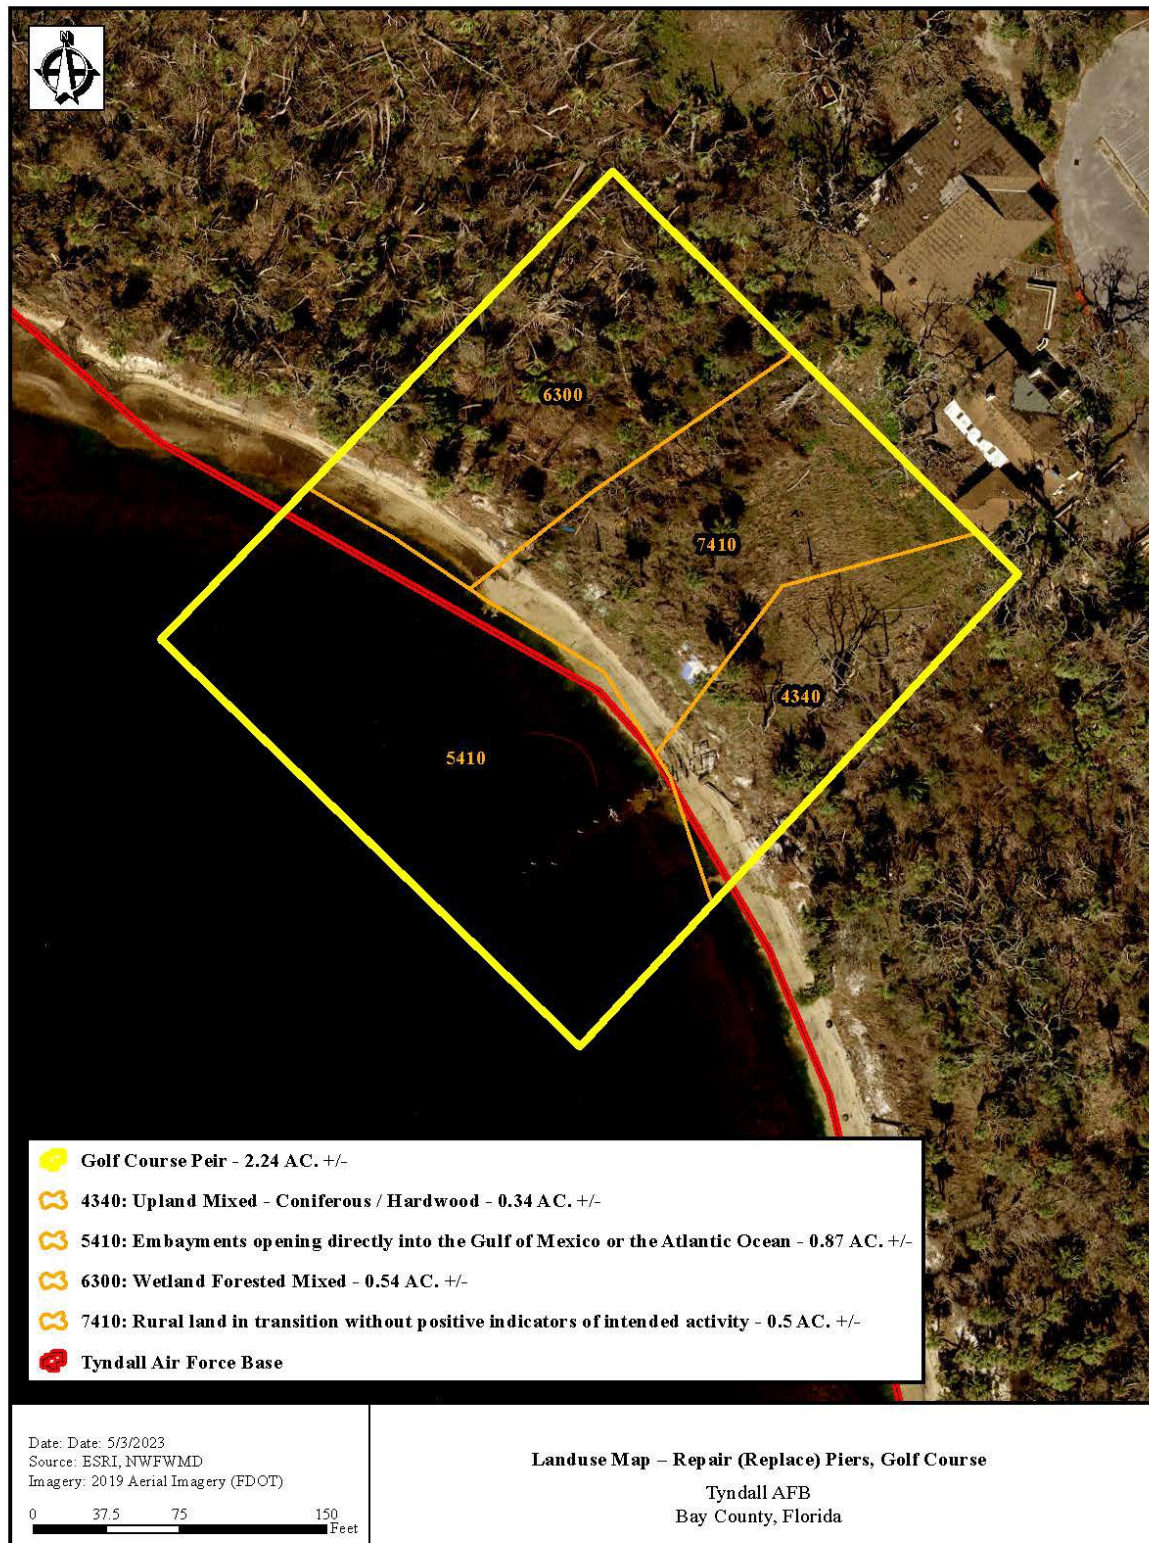 N
6300
7410
4340
5410
Golf Course Peir - 2.24 AC. +/-
4340: Upland Mixed - Coniferous / Hardwood - 0.34 AC. +/-
5410: Embayments opening directly into the Gulf of Mexico or the Atlantic Ocean - 0.87 AC. +/-
6300: Wetland Forested Mixed - 0.54 AC. +/-
7410: Rural land in transition without positive indicators of intended activity - 0.5 AC. +/-
Tyndall Air Force Base
Date: Date: 5/3/2023
Source: ESRI, NWFWMD
Imagery: 2019 Aerial Imagery (FDOT)
0 37.5 75 150
Feet
Landuse Map – Repair (Replace) Piers, Golf Course
Tyndall AFB
Bay County, Florida